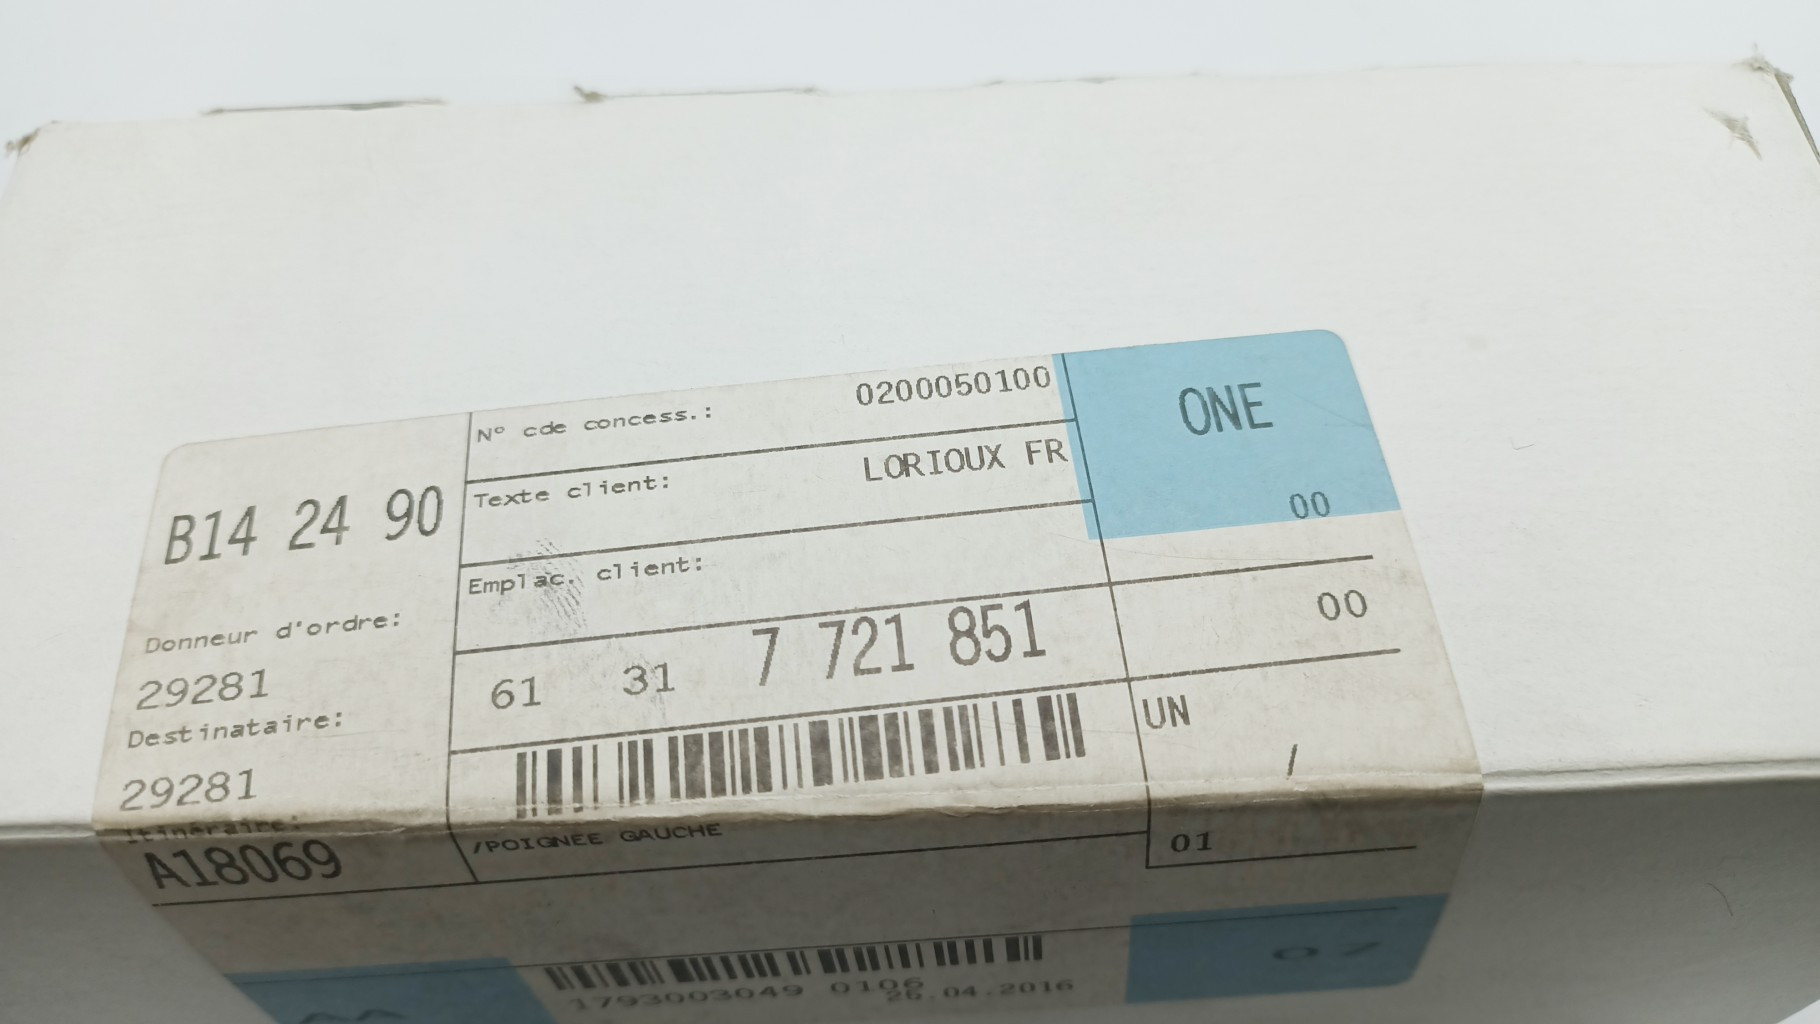 N° cde concess.: 0200050100
ONE
Texte client: LORIOUX FR
B14 24 90
00
Emplac. client:
Donneur d'ordre:
00
61 31 7 721 851
29281
Destinataire:
UN
29281
/
Itinéraire:
/POIGNEE GAUCHE
01
A18069
1793003049 0106
26.04.2016